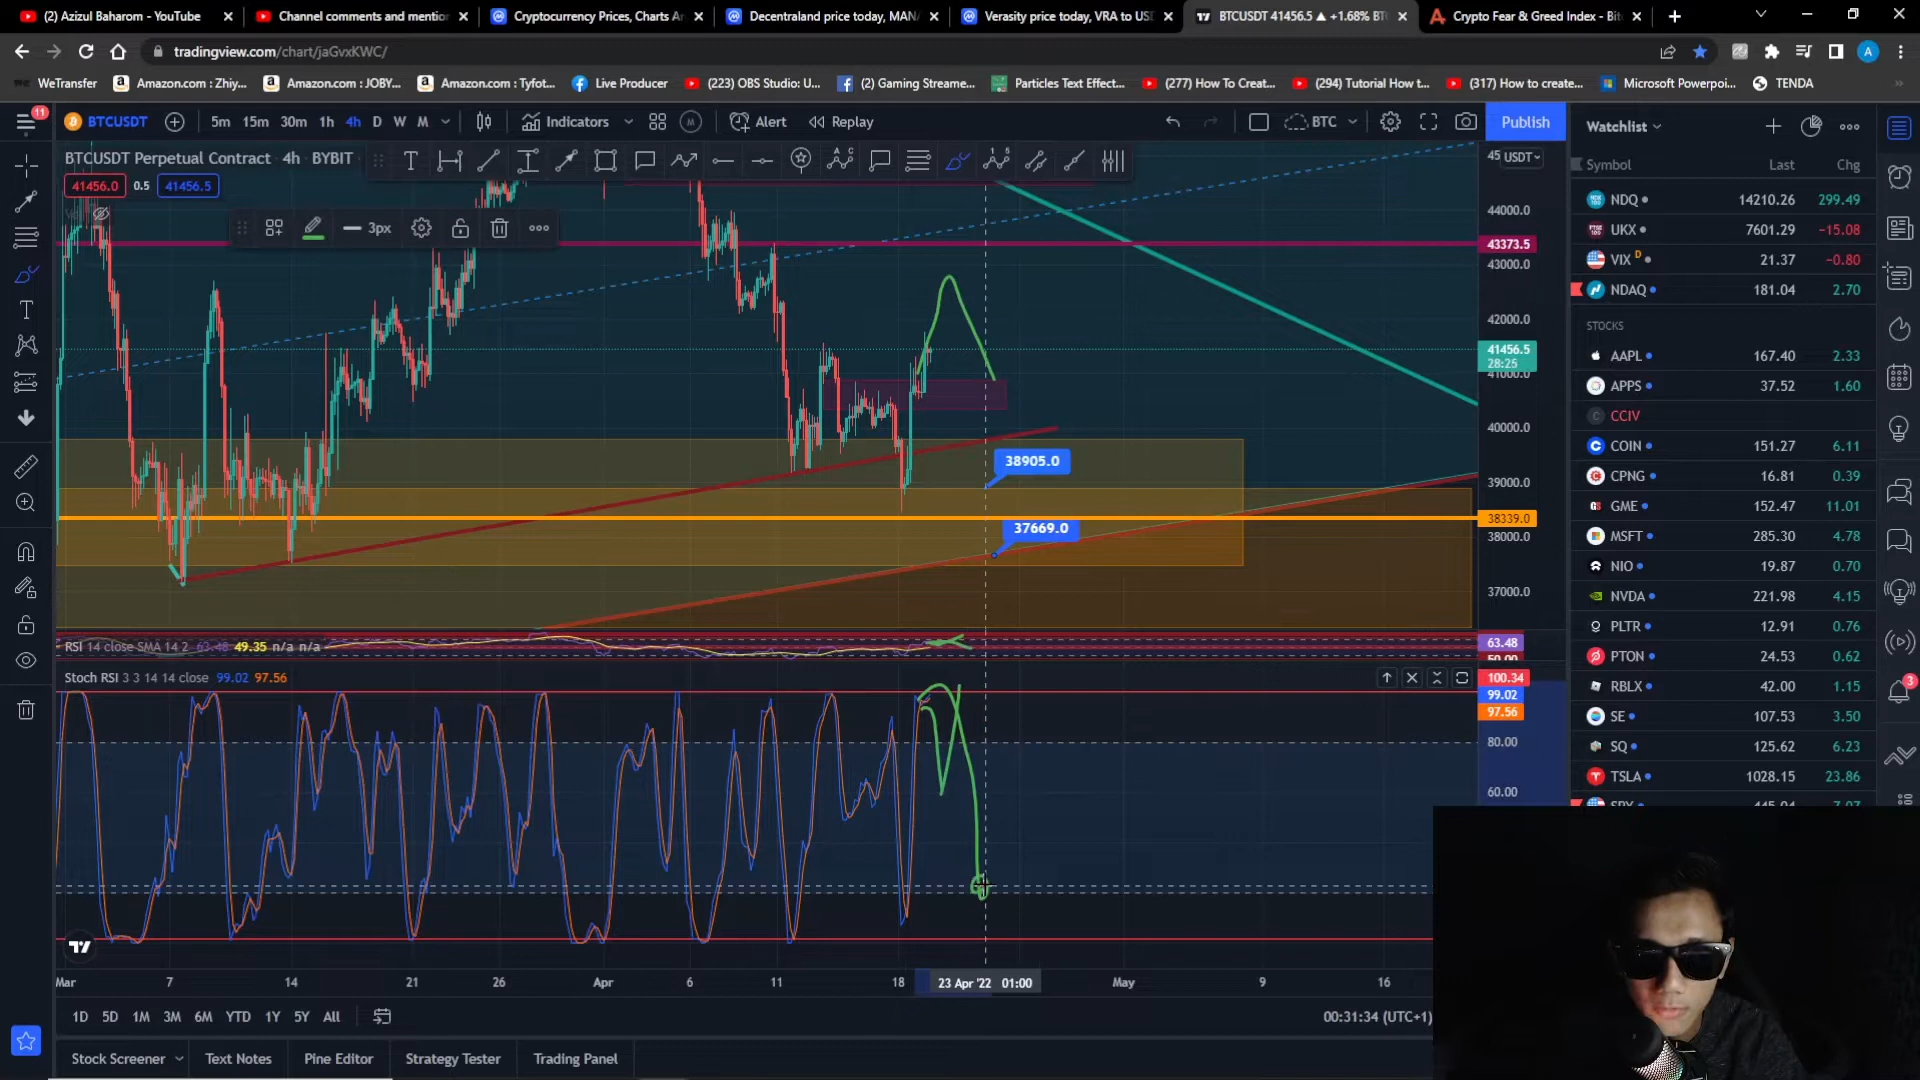 (2) Azizul Baharom - YouTube
Channel comments and mentio
Cryptocurrency Prices, Charts A
Decentraland price today, MAN
Verasity price today, VRA to US
BTCUSDT 41456.5 ▲ +1.68% BT
Crypto Fear & Greed Index - Bit
tradingview.com/chart/jaGvxKWC/
A
WeTransfer
Amazon.com : Zhiy...
Amazon.com: JOBY...
Amazon.com : Tyfot...
Live Producer
(223) OBS Studio: U...
(2) Gaming Streame...
Particles Text Effect...
(277) How To Creat...
(294) Tutorial How t...
(317) How to create...
Microsoft Powerpoi...
TENDA
11
BTCUSDT
5m 15m 30m 1h 4h D W M
Indicators
Alert
Replay
BTC
Publish
BTCUSDT Perpetual Contract · 4h · BYBIT
41456.0 0.5 41456.5
3px
USDT
44000.0
43373.5
43000.0
42000.0
41456.5
28:25
41000.0
40000.0
39000.0
38339.0
38000.0
37000.0
38905.0
37669.0
RSI 14 close SMA 14 2 63.48 49.35 n/a n/a
63.48
Stoch RSI 3 3 14 14 close 99.02 97.56
100.34
99.02
97.56
80.00
60.00
Mar 7 14 21 26 Apr 6 11 18 23 Apr '22 01:00 May 9 16
1D 5D 1M 3M 6M YTD 1Y 5Y All
00:31:34 (UTC+1)
Stock Screener
Text Notes
Pine Editor
Strategy Tester
Trading Panel
Watchlist
Symbol Last Chg
NDQ 14210.26 299.49
UKX 7601.29 −15.08
VIX D 21.37 −0.80
NDAQ 181.04 2.70
STOCKS
AAPL 167.40 2.33
APPS 37.52 1.60
CCIV
COIN 151.27 6.11
CPNG 16.81 0.39
GME 152.47 11.01
MSFT 285.30 4.78
NIO 19.87 0.70
NVDA 221.98 4.15
PLTR 12.91 0.76
PTON 24.53 0.62
RBLX 42.00 1.15
SE 107.53 3.50
SQ 125.62 6.23
TSLA 1028.15 23.86
3